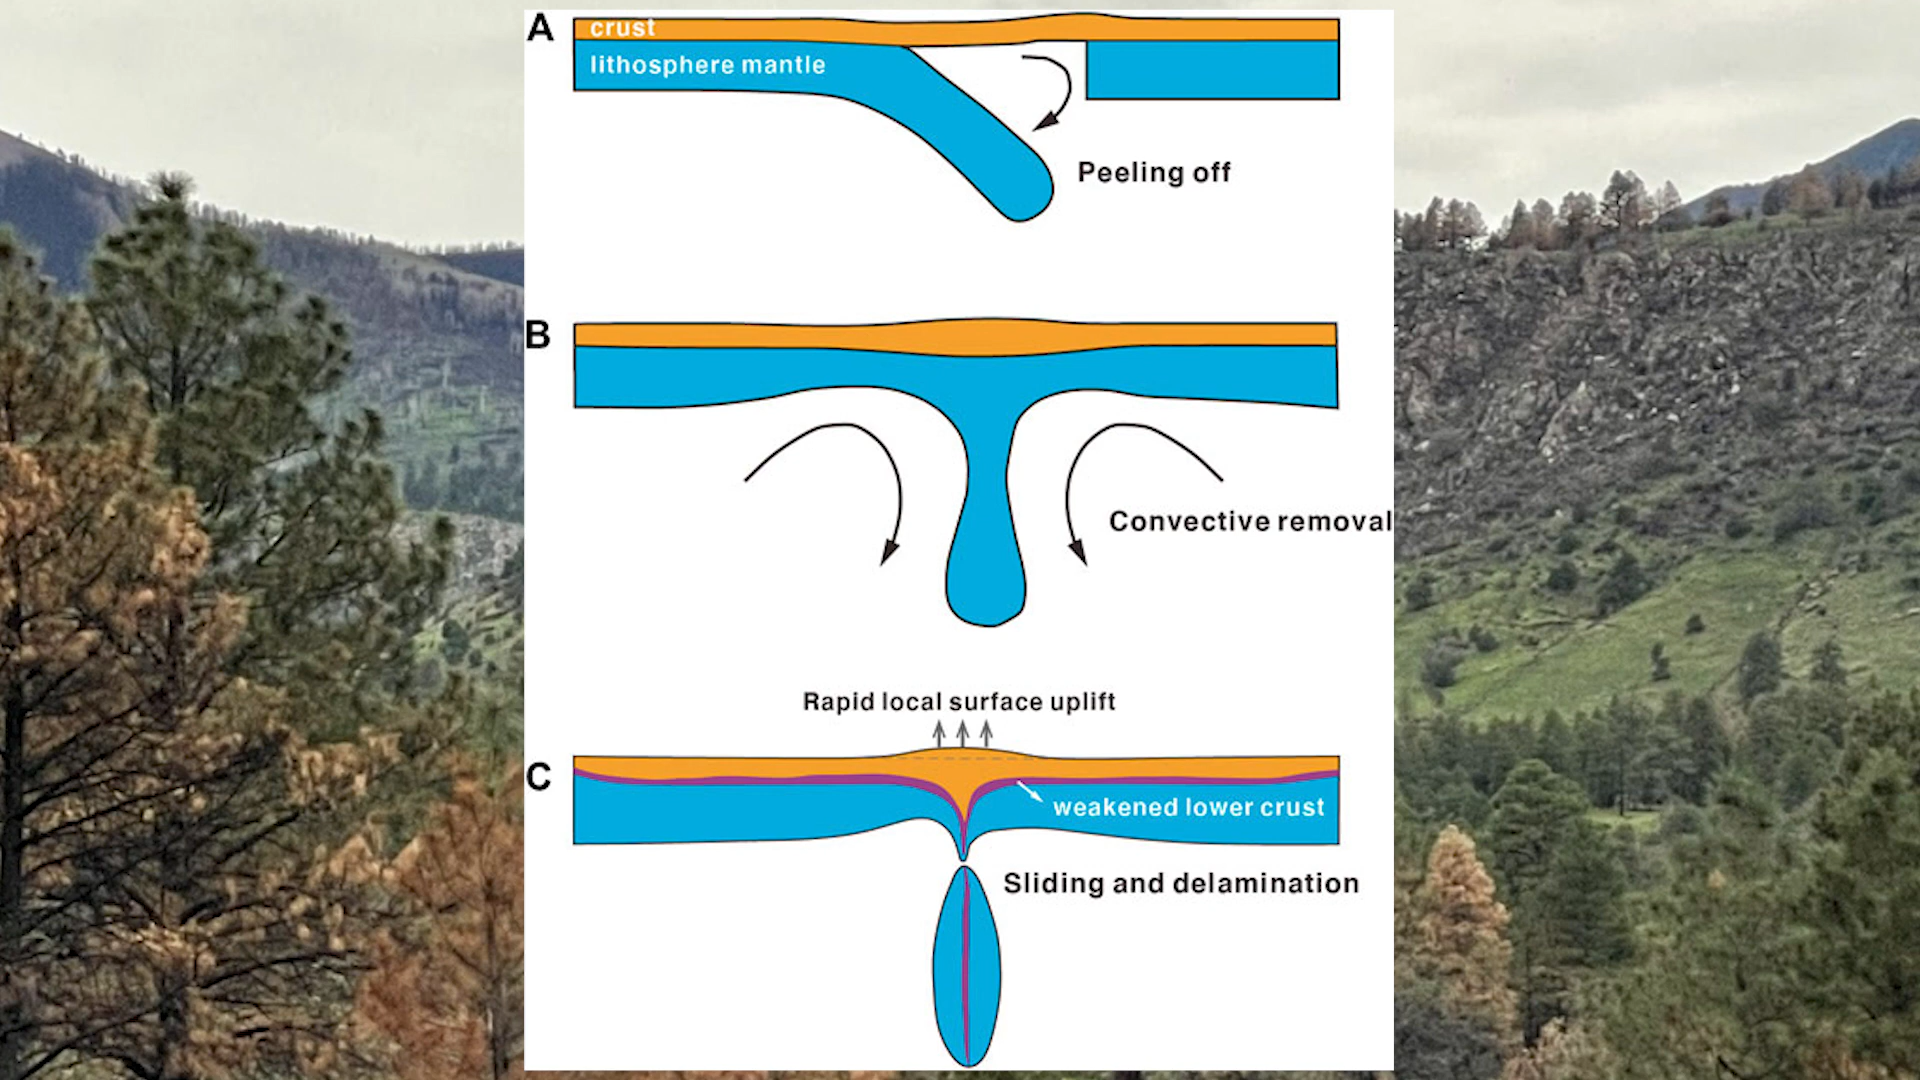 A
crust
lithosphere mantle
Peeling off
B
Convective removal
Rapid local surface uplift
C
weakened lower crust
Sliding and delamination